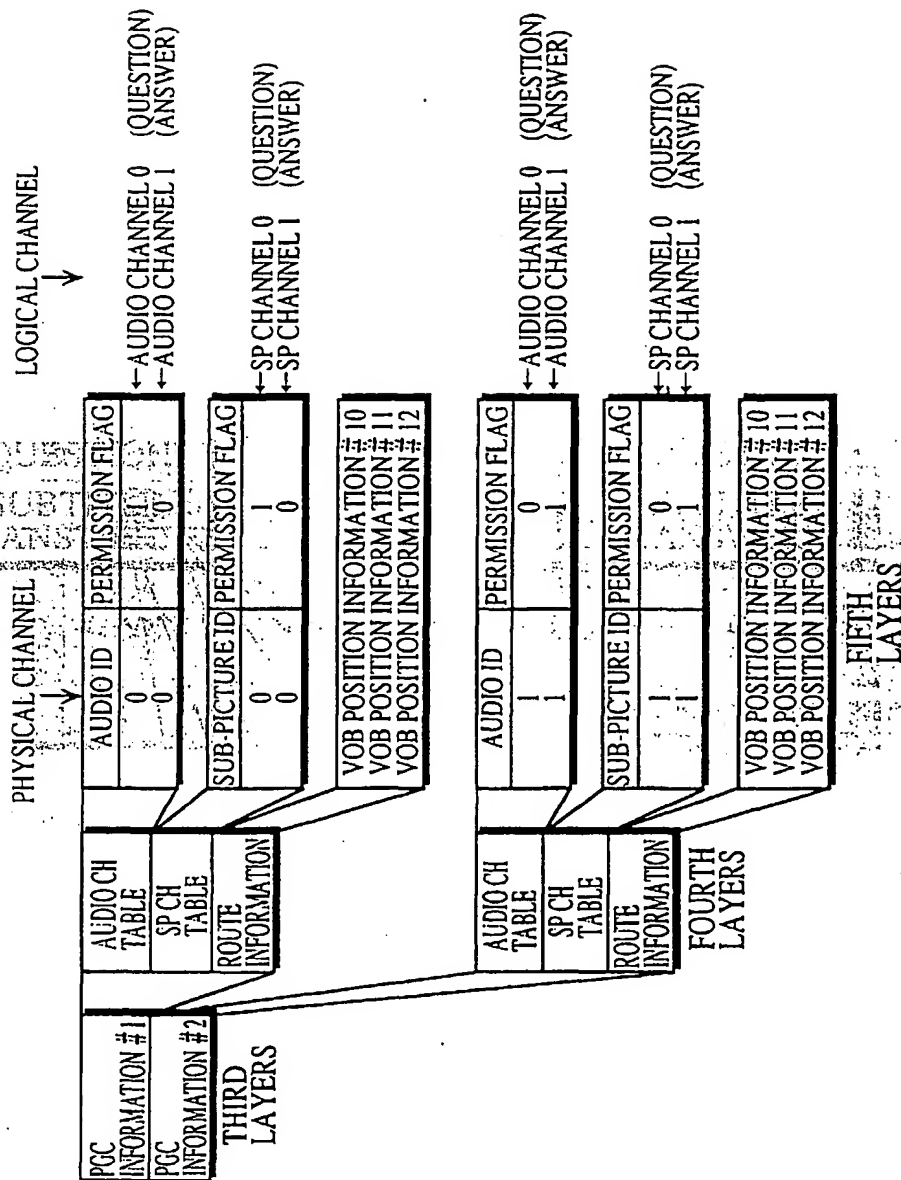 PHYSICAL CHANNEL
LOGICAL CHANNEL
PGC
INFORMATION #1
PGC
INFORMATION #2
THIRD
LAYERS
AUDIO CH
TABLE
SP CH
TABLE
ROUTE
INFORMATION
AUDIO ID PERMISSION FLAG
0 1 AUDIO CHANNEL 0 (QUESTION)
0 0 AUDIO CHANNEL 1 (ANSWER)
SUB-PICTURE ID PERMISSION FLAG
0 1 SP CHANNEL 0 (QUESTION)
0 0 SP CHANNEL 1 (ANSWER)
VOB POSITION INFORMATION # 10
VOB POSITION INFORMATION # 11
VOB POSITION INFORMATION # 12
AUDIO CH
TABLE
SP CH
TABLE
ROUTE
INFORMATION
FOURTH
LAYERS
AUDIO ID PERMISSION FLAG
1 0 AUDIO CHANNEL 0 (QUESTION)
1 1 AUDIO CHANNEL 1 (ANSWER)
SUB-PICTURE ID PERMISSION FLAG
1 0 SP CHANNEL 0 (QUESTION)
1 1 SP CHANNEL 1 (ANSWER)
VOB POSITION INFORMATION # 10
VOB POSITION INFORMATION # 11
VOB POSITION INFORMATION # 12
FIFTH
LAYERS